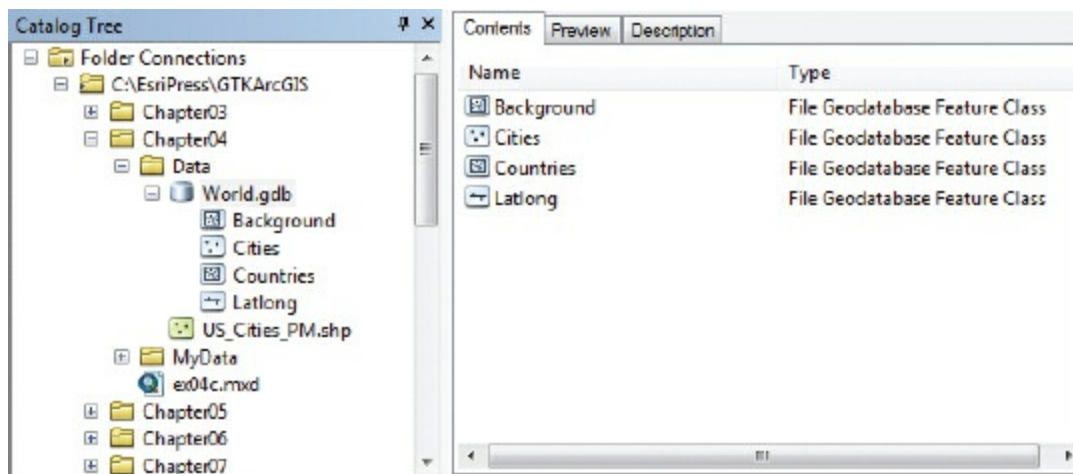 Catalog Tree
Folder Connections
C:\EsriPress\GTKArcGIS
Chapter03
Chapter04
Data
World.gdb
Background
Cities
Countries
Latlong
US_Cities_PM.shp
MyData
ex04c.mxd
Chapter05
Chapter06
Chapter07
Contents Preview Description
Name Type
Background File Geodatabase Feature Class
Cities File Geodatabase Feature Class
Countries File Geodatabase Feature Class
Latlong File Geodatabase Feature Class